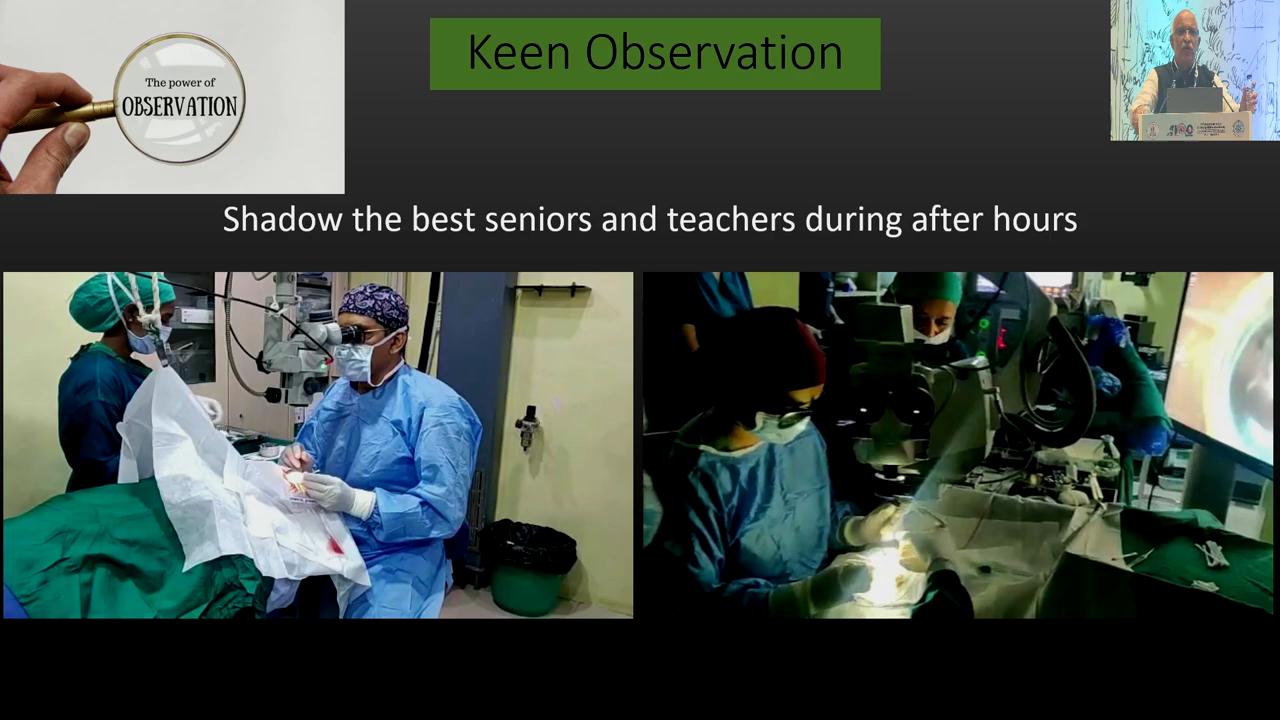 Keen Observation
The power of
OBSERVATION
Shadow the best seniors and teachers during after hours